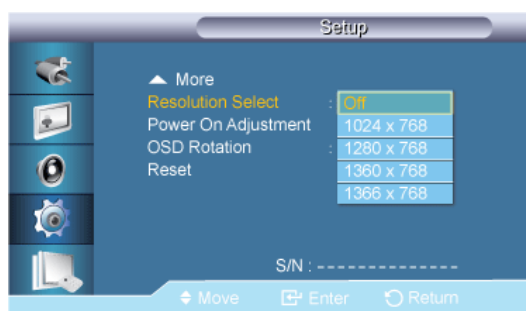 Setup
▲ More
Resolution Select : Off
Power On Adjustment 1024 x 768
OSD Rotation : 1280 x 768
Reset 1360 x 768
1366 x 768
S/N : - - - - - - - - - - - - - -
Move Enter Return